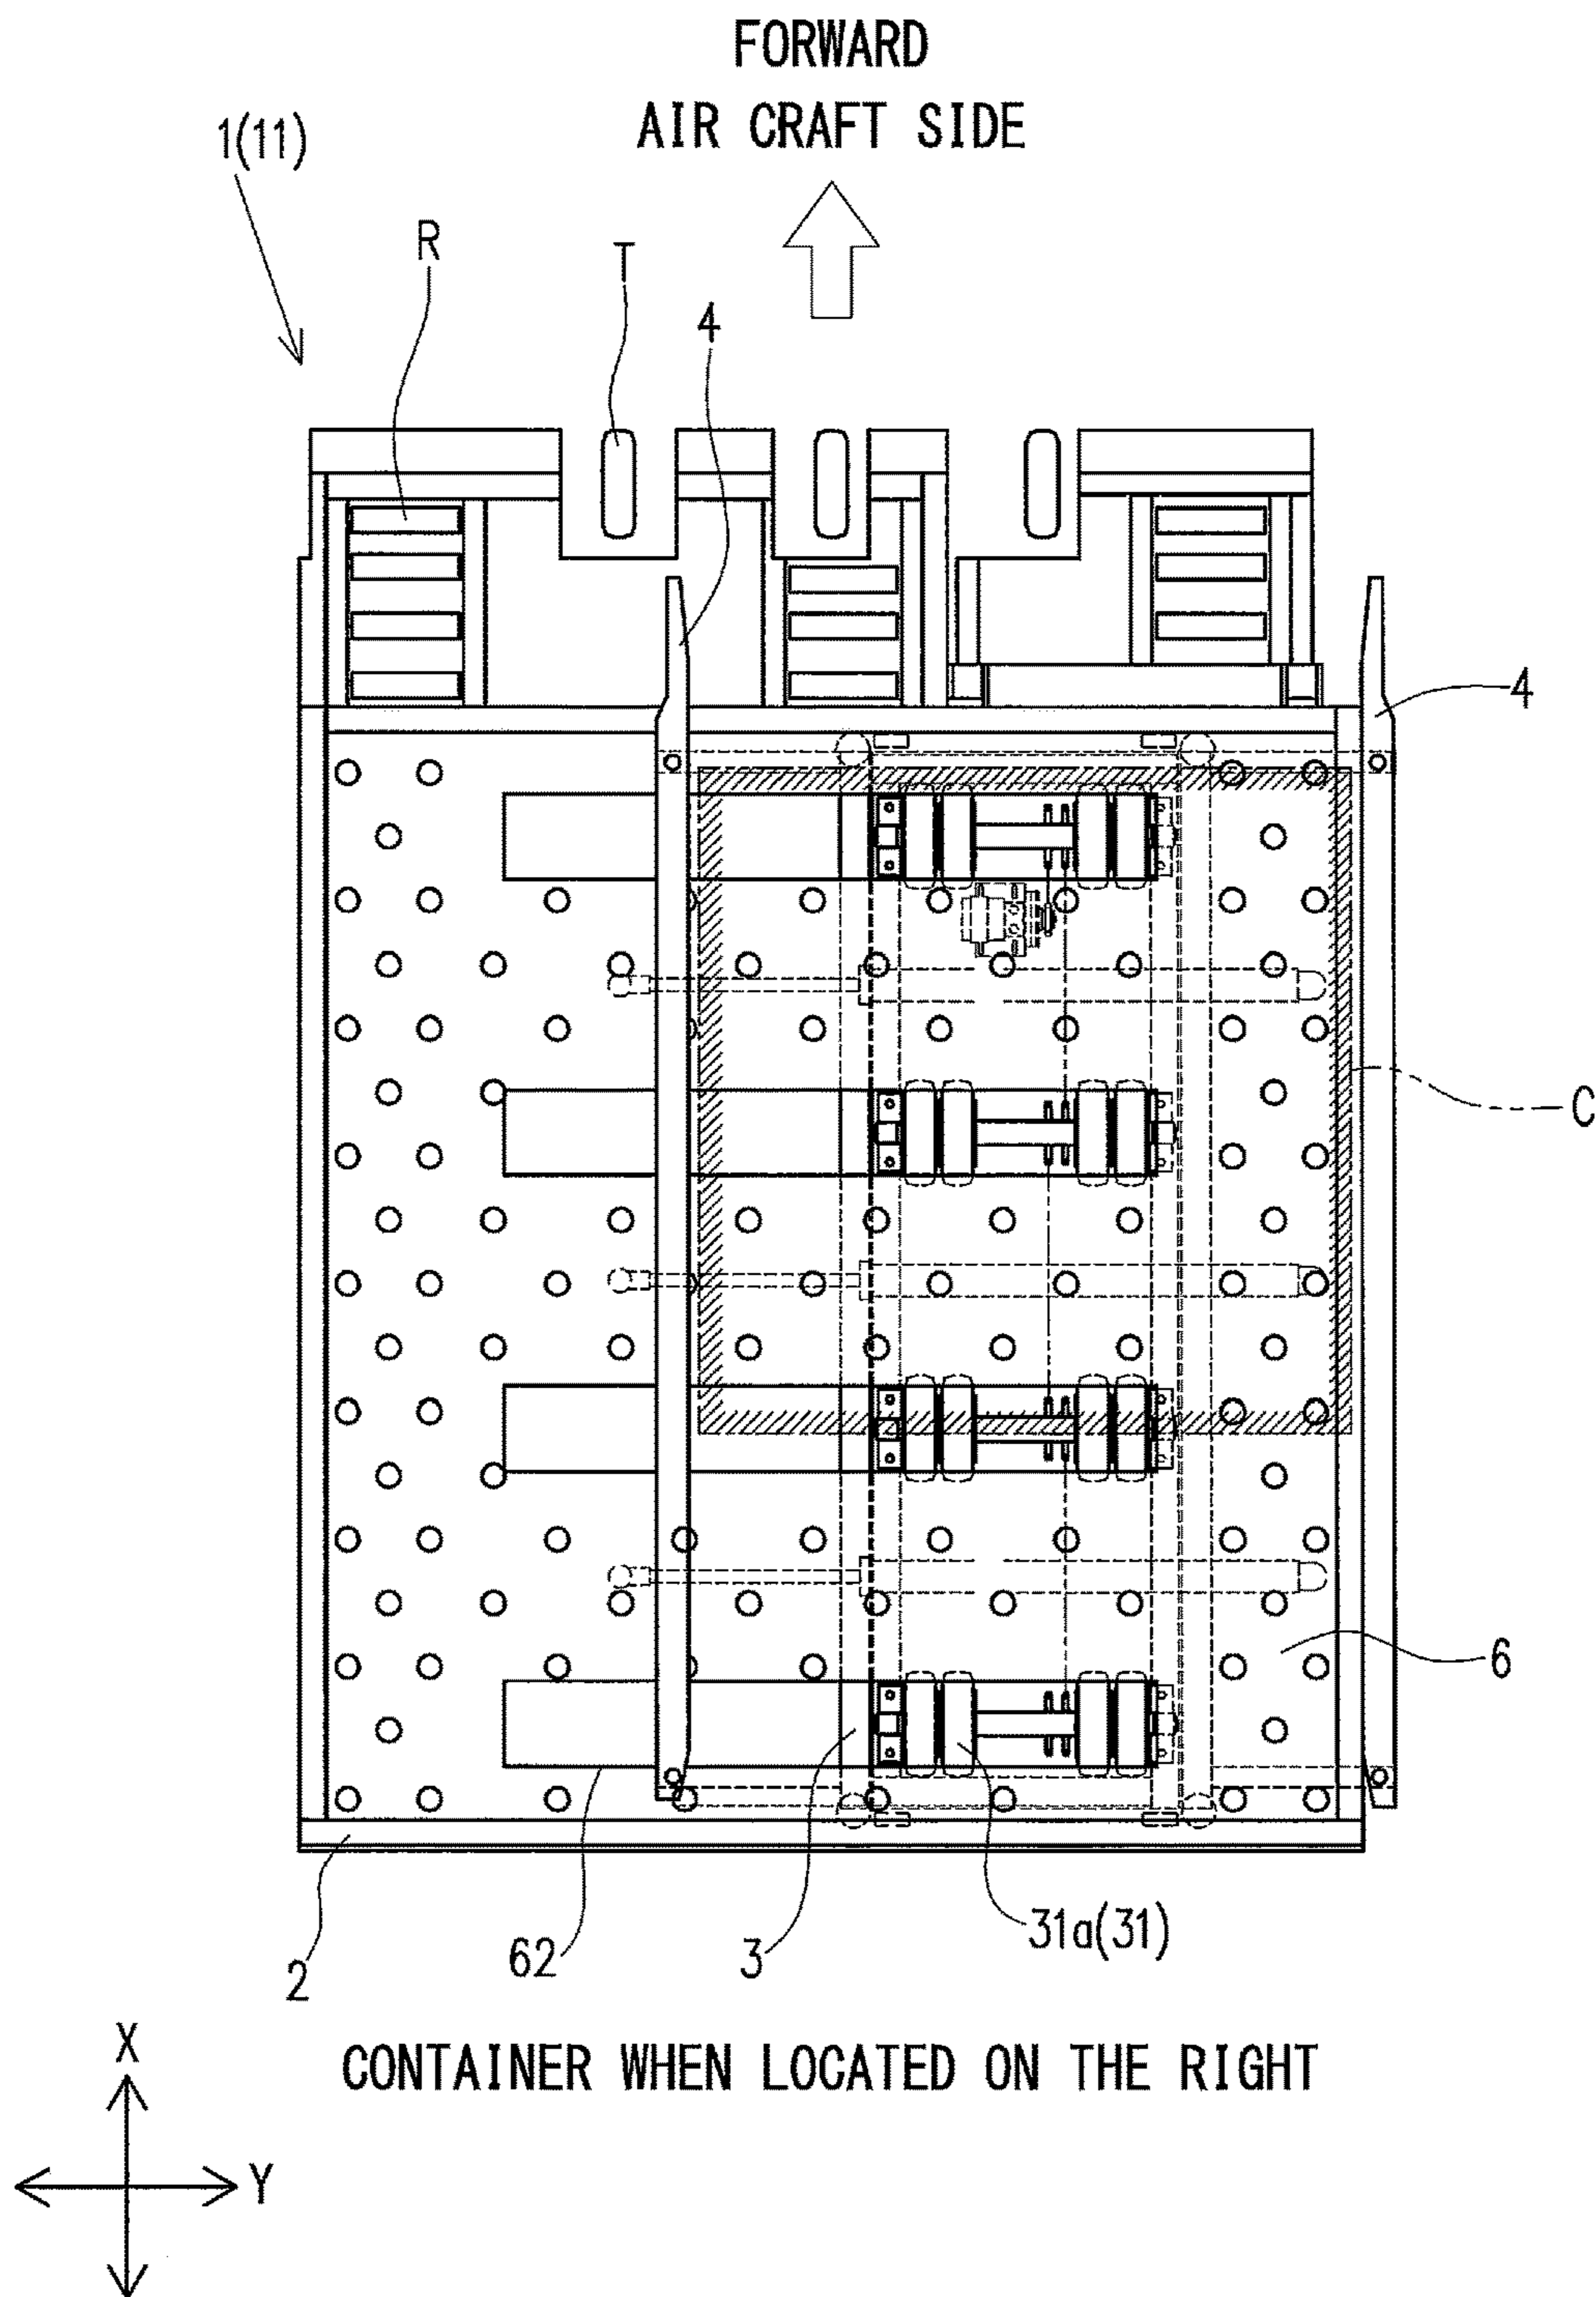 FORWARD
AIR CRAFT SIDE
1(11)
R
T
4
4
C
6
31a(31)
3
62
2
CONTAINER WHEN LOCATED ON THE RIGHT
X
Y